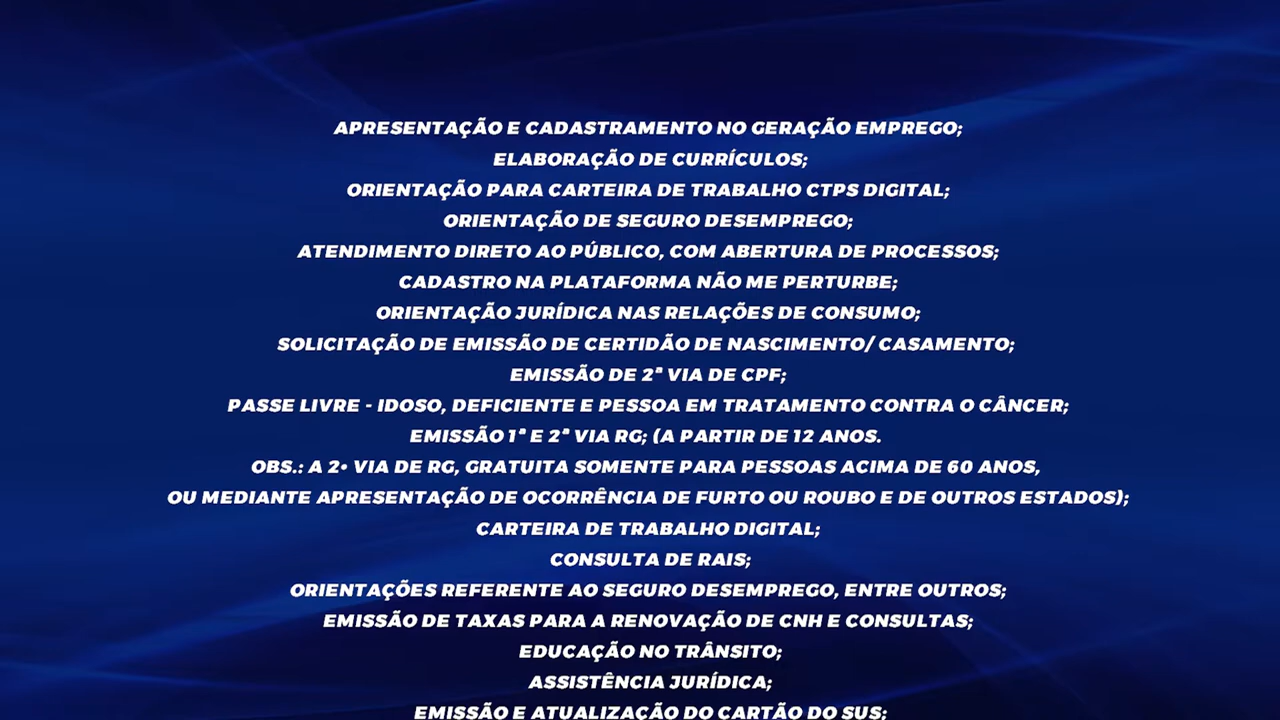 APRESENTAÇÃO E CADASTRAMENTO NO GERAÇÃO EMPREGO;
ELABORAÇÃO DE CURRÍCULOS;
ORIENTAÇÃO PARA CARTEIRA DE TRABALHO CTPS DIGITAL;
ORIENTAÇÃO DE SEGURO DESEMPREGO;
ATENDIMENTO DIRETO AO PÚBLICO, COM ABERTURA DE PROCESSOS;
CADASTRO NA PLATAFORMA NÃO ME PERTURBE;
ORIENTAÇÃO JURÍDICA NAS RELAÇÕES DE CONSUMO;
SOLICITAÇÃO DE EMISSÃO DE CERTIDÃO DE NASCIMENTO/ CASAMENTO;
EMISSÃO DE 2ª VIA DE CPF;
PASSE LIVRE - IDOSO, DEFICIENTE E PESSOA EM TRATAMENTO CONTRA O CÂNCER;
EMISSÃO 1ª E 2ª VIA RG; (A PARTIR DE 12 ANOS.
OBS.: A 2• VIA DE RG, GRATUITA SOMENTE PARA PESSOAS ACIMA DE 60 ANOS,
OU MEDIANTE APRESENTAÇÃO DE OCORRÊNCIA DE FURTO OU ROUBO E DE OUTROS ESTADOS);
CARTEIRA DE TRABALHO DIGITAL;
CONSULTA DE RAIS;
ORIENTAÇÕES REFERENTE AO SEGURO DESEMPREGO, ENTRE OUTROS;
EMISSÃO DE TAXAS PARA A RENOVAÇÃO DE CNH E CONSULTAS;
EDUCAÇÃO NO TRÂNSITO;
ASSISTÊNCIA JURÍDICA;
EMISSÃO E ATUALIZAÇÃO DO CARTÃO DO SUS;